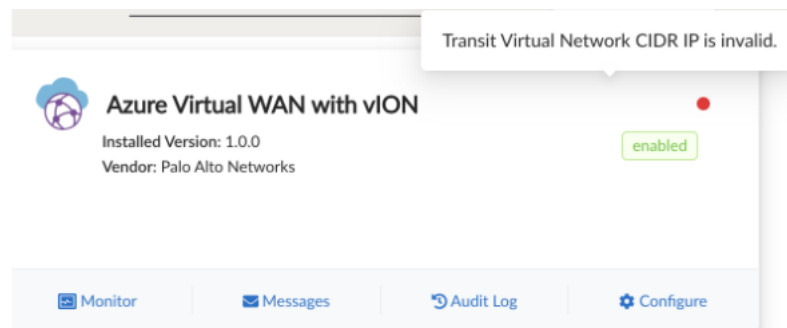 Transit Virtual Network CIDR IP is invalid.
Azure Virtual WAN with vION
Installed Version: 1.0.0
enabled
Vendor: Palo Alto Networks
Monitor
Messages
Audit Log
Configure